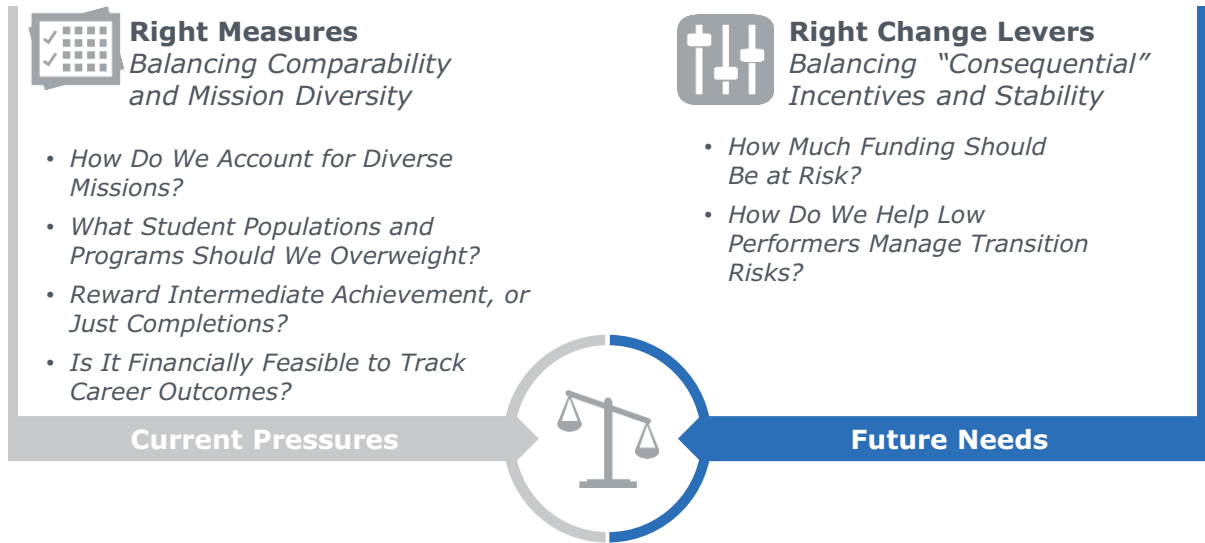 Right Measures
Balancing Comparability
and Mission Diversity
• How Do We Account for Diverse
Missions?
• What Student Populations and
Programs Should We Overweight?
• Reward Intermediate Achievement, or
Just Completions?
• Is It Financially Feasible to Track
Career Outcomes?
Current Pressures
Right Change Levers
Balancing “Consequential”
Incentives and Stability
• How Much Funding Should
Be at Risk?
• How Do We Help Low
Performers Manage Transition
Risks?
Future Needs